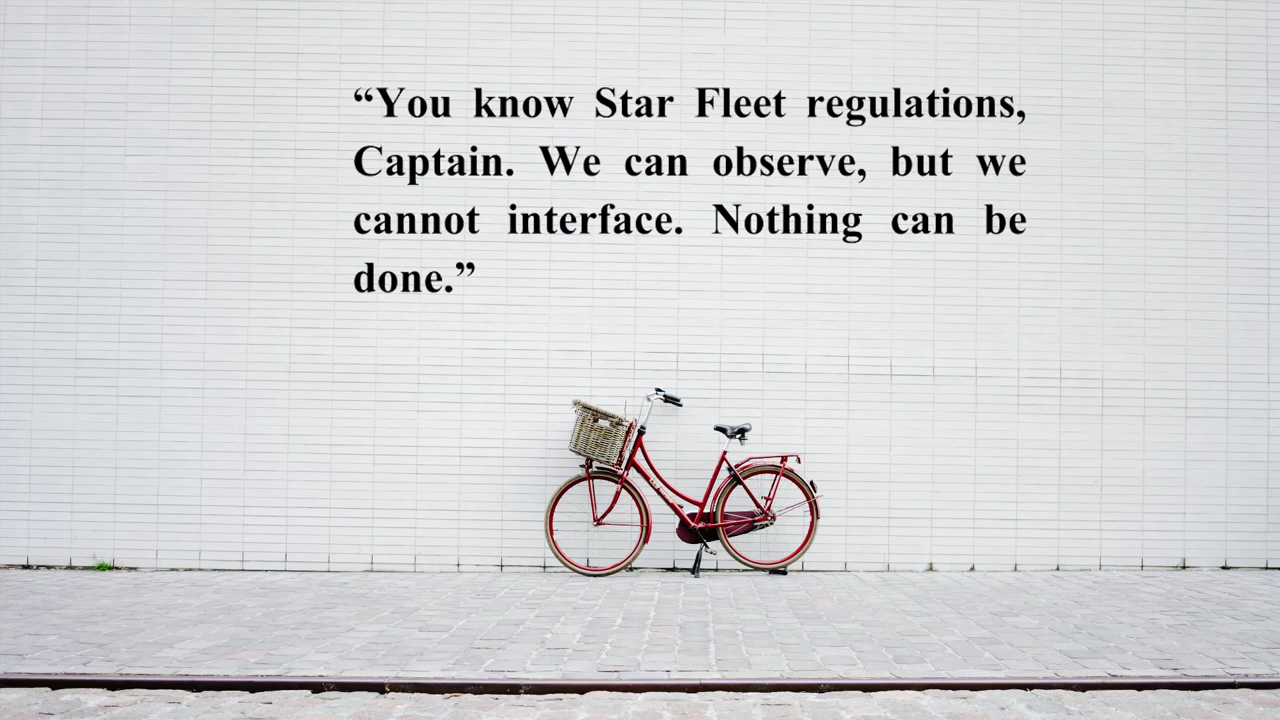 “You know Star Fleet regulations,
Captain. We can observe, but we
cannot interface. Nothing can be
done.”